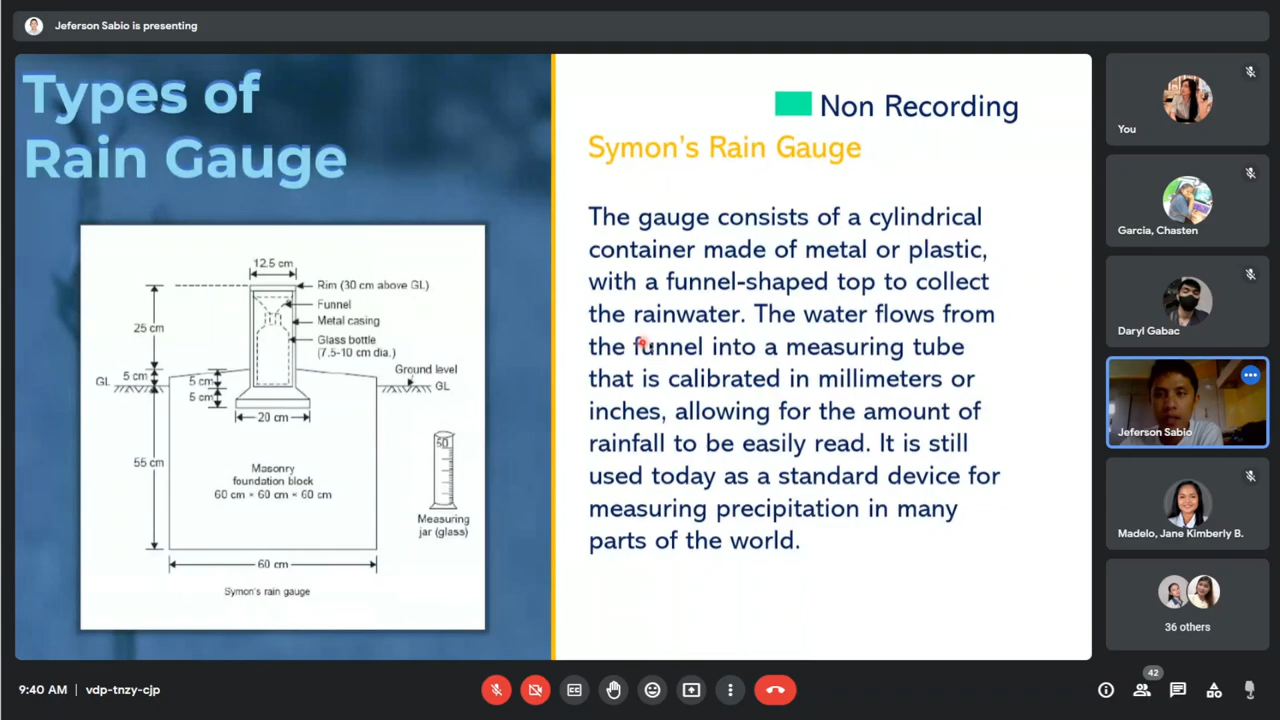 Jeferson Sabio is presenting
Types of
Rain Gauge
12.5 cm
Rim (30 cm above GL)
Funnel
Metal casing
Glass bottle
(7.5-10 cm dia.)
25 cm
Ground level
GL
5 cm
5 cm
5 cm
GL
20 cm
55 cm
50
Masonry
foundation block
60 cm × 60 cm × 60 cm
Measuring
jar (glass)
60 cm
Symon's rain gauge
Non Recording
Symon's Rain Gauge
The gauge consists of a cylindrical
container made of metal or plastic,
with a funnel-shaped top to collect
the rainwater. The water flows from
the funnel into a measuring tube
that is calibrated in millimeters or
inches, allowing for the amount of
rainfall to be easily read. It is still
used today as a standard device for
measuring precipitation in many
parts of the world.
You
Garcia, Chasten
Daryl Gabac
Jeferson Sabio
Madelo, Jane Kimberly B.
36 others
9:40 AM | vdp-tnzy-cjp
CC
42